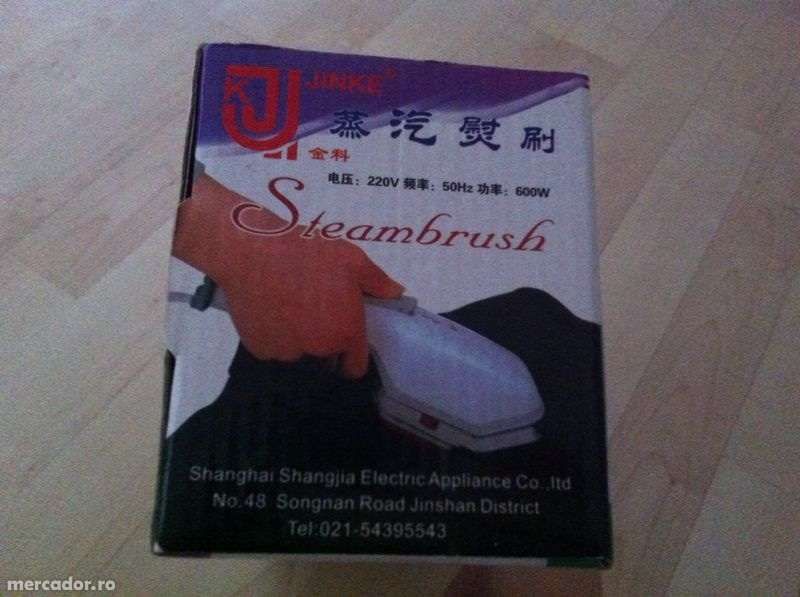 JINKE®
蒸汽熨刷
金科
电压：220V 频率：50Hz 功率：600W
Steambrush
Shanghai Shangjia Electric Appliance Co.,ltd
No.48 Songnan Road Jinshan District
Tel:021-54395543
mercador.ro